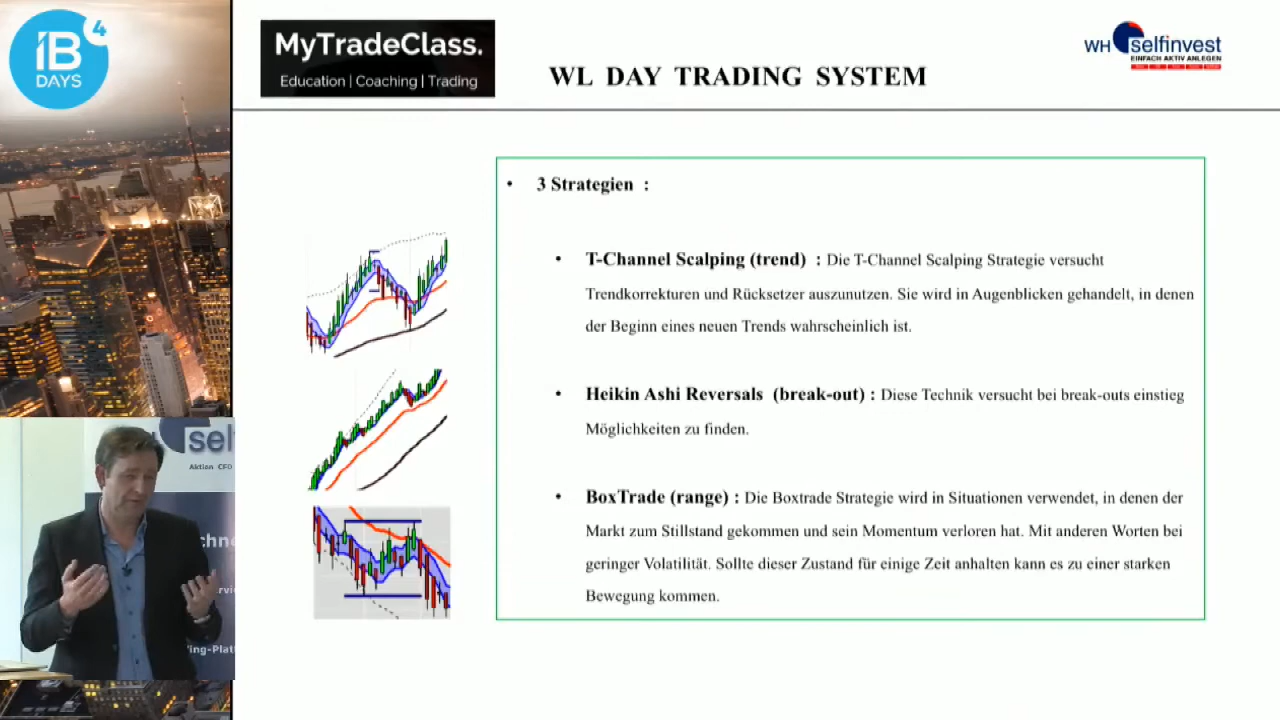 iB 4
DAYS
MyTradeClass.
Education | Coaching | Trading
WL DAY TRADING SYSTEM
WH selfinvest
EINFACH AKTIV ANLEGEN
• 3 Strategien :
• T-Channel Scalping (trend) : Die T-Channel Scalping Strategie versucht
Trendkorrekturen und Rücksetzer auszunutzen. Sie wird in Augenblicken gehandelt, in denen
der Beginn eines neuen Trends wahrscheinlich ist.
• Heikin Ashi Reversals (break-out) : Diese Technik versucht bei break-outs einstieg
Möglichkeiten zu finden.
• BoxTrade (range) : Die Boxtrade Strategie wird in Situationen verwendet, in denen der
Markt zum Stillstand gekommen und sein Momentum verloren hat. Mit anderen Worten bei
geringer Volatilität. Sollte dieser Zustand für einige Zeit anhalten kann es zu einer starken
Bewegung kommen.
self
Aktien CFD